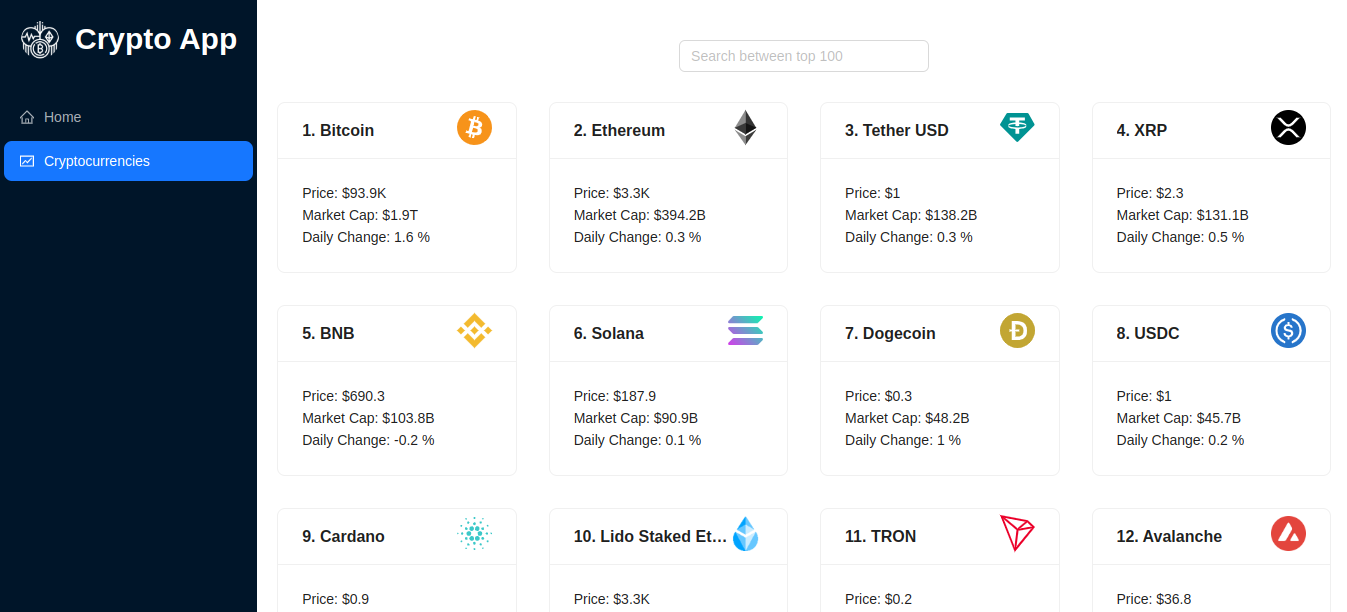 Crypto App
Home
Cryptocurrencies
Search between top 100
1. Bitcoin
Price: $93.9K
Market Cap: $1.9T
Daily Change: 1.6 %
2. Ethereum
Price: $3.3K
Market Cap: $394.2B
Daily Change: 0.3 %
3. Tether USD
Price: $1
Market Cap: $138.2B
Daily Change: 0.3 %
4. XRP
Price: $2.3
Market Cap: $131.1B
Daily Change: 0.5 %
5. BNB
Price: $690.3
Market Cap: $103.8B
Daily Change: -0.2 %
6. Solana
Price: $187.9
Market Cap: $90.9B
Daily Change: 0.1 %
7. Dogecoin
Price: $0.3
Market Cap: $48.2B
Daily Change: 1 %
8. USDC
Price: $1
Market Cap: $45.7B
Daily Change: 0.2 %
9. Cardano
Price: $0.9
10. Lido Staked Et...
Price: $3.3K
11. TRON
Price: $0.2
12. Avalanche
Price: $36.8